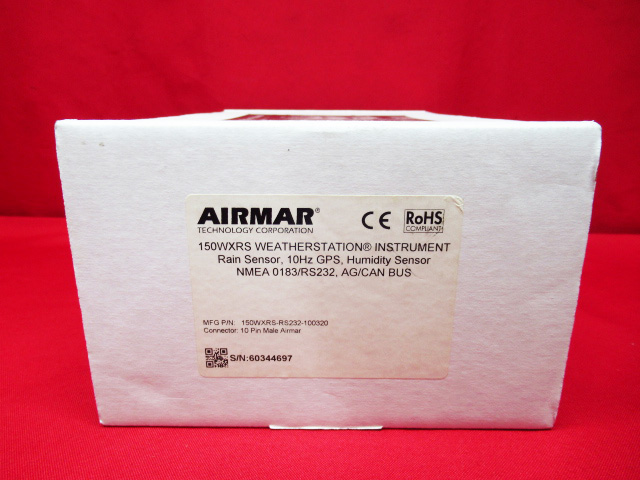 AIRMAR®
TECHNOLOGY CORPORATION
CE
RoHS
COMPLIANT
150WXRS WEATHERSTATION® INSTRUMENT
Rain Sensor, 10Hz GPS, Humidity Sensor
NMEA 0183/RS232, AG/CAN BUS
MFG P/N: 150WXRS-RS232-100320
Connector: 10 Pin Male Airmar
S/N:60344697